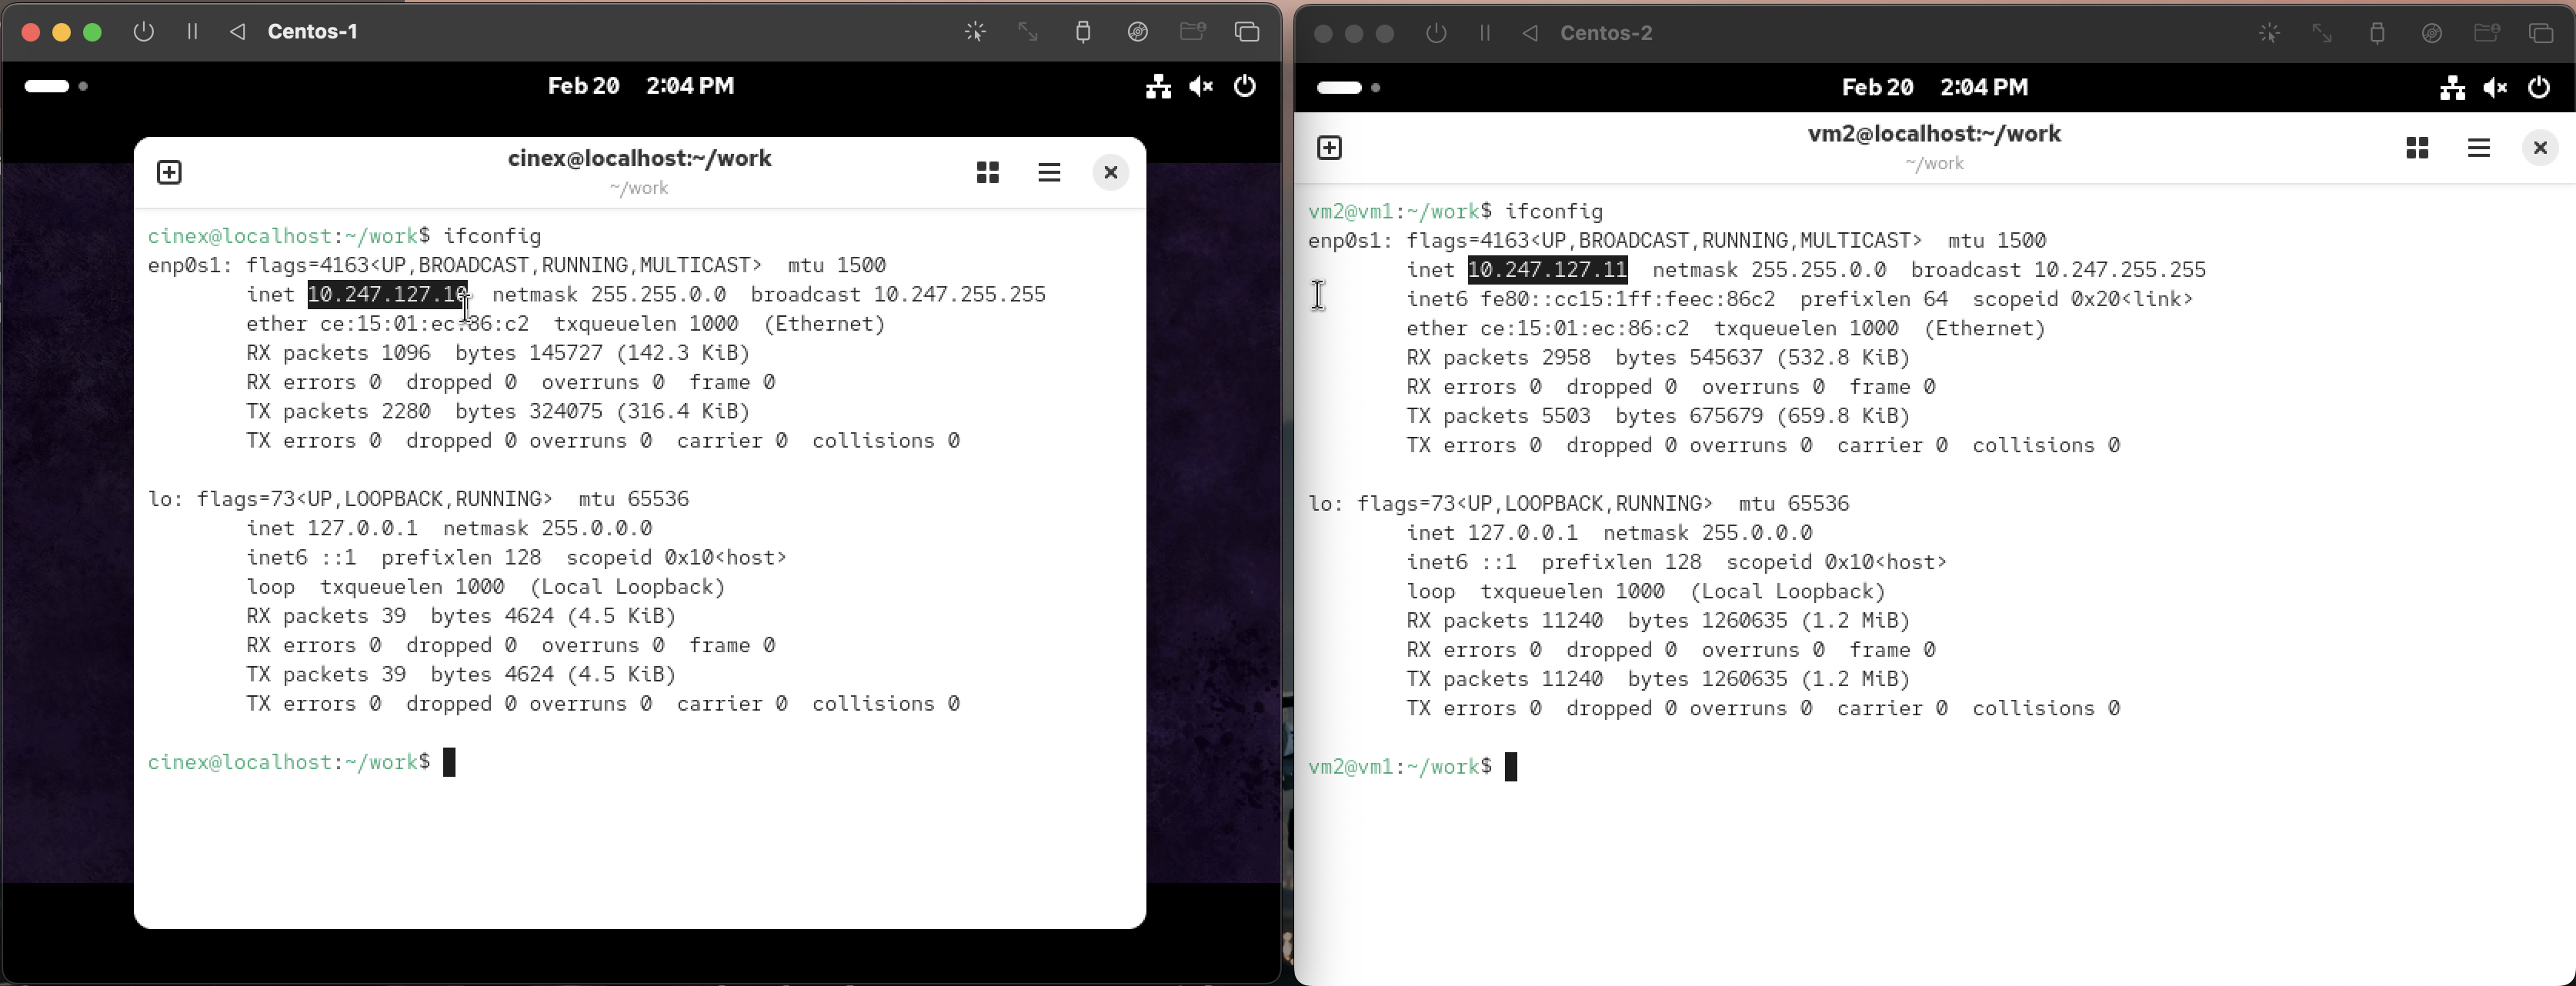 Centos-1
Feb 20 2:04 PM
cinex@localhost:~/work
~/work
cinex@localhost:~/work$ ifconfig
enp0s1: flags=4163<UP,BROADCAST,RUNNING,MULTICAST>  mtu 1500
        inet 10.247.127.10  netmask 255.255.0.0  broadcast 10.247.255.255
        ether ce:15:01:ec:86:c2  txqueuelen 1000  (Ethernet)
        RX packets 1096  bytes 145727 (142.3 KiB)
        RX errors 0  dropped 0  overruns 0  frame 0
        TX packets 2280  bytes 324075 (316.4 KiB)
        TX errors 0  dropped 0 overruns 0  carrier 0  collisions 0
lo: flags=73<UP,LOOPBACK,RUNNING>  mtu 65536
        inet 127.0.0.1  netmask 255.0.0.0
        inet6 ::1  prefixlen 128  scopeid 0x10<host>
        loop  txqueuelen 1000  (Local Loopback)
        RX packets 39  bytes 4624 (4.5 KiB)
        RX errors 0  dropped 0  overruns 0  frame 0
        TX packets 39  bytes 4624 (4.5 KiB)
        TX errors 0  dropped 0 overruns 0  carrier 0  collisions 0
cinex@localhost:~/work$
Centos-2
Feb 20 2:04 PM
vm2@localhost:~/work
~/work
vm2@vm1:~/work$ ifconfig
enp0s1: flags=4163<UP,BROADCAST,RUNNING,MULTICAST>  mtu 1500
        inet 10.247.127.11  netmask 255.255.0.0  broadcast 10.247.255.255
        inet6 fe80::cc15:1ff:feec:86c2  prefixlen 64  scopeid 0x20<link>
        ether ce:15:01:ec:86:c2  txqueuelen 1000  (Ethernet)
        RX packets 2958  bytes 545637 (532.8 KiB)
        RX errors 0  dropped 0  overruns 0  frame 0
        TX packets 5503  bytes 675679 (659.8 KiB)
        TX errors 0  dropped 0 overruns 0  carrier 0  collisions 0
lo: flags=73<UP,LOOPBACK,RUNNING>  mtu 65536
        inet 127.0.0.1  netmask 255.0.0.0
        inet6 ::1  prefixlen 128  scopeid 0x10<host>
        loop  txqueuelen 1000  (Local Loopback)
        RX packets 11240  bytes 1260635 (1.2 MiB)
        RX errors 0  dropped 0  overruns 0  frame 0
        TX packets 11240  bytes 1260635 (1.2 MiB)
        TX errors 0  dropped 0 overruns 0  carrier 0  collisions 0
vm2@vm1:~/work$